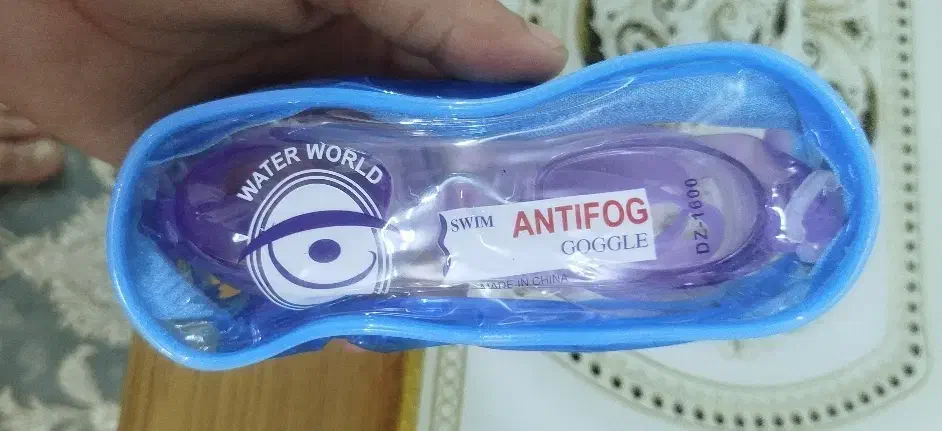 WATER WORLD
SWIM ANTIFOG
GOGGLE
MADE IN CHINA
DZ-1600